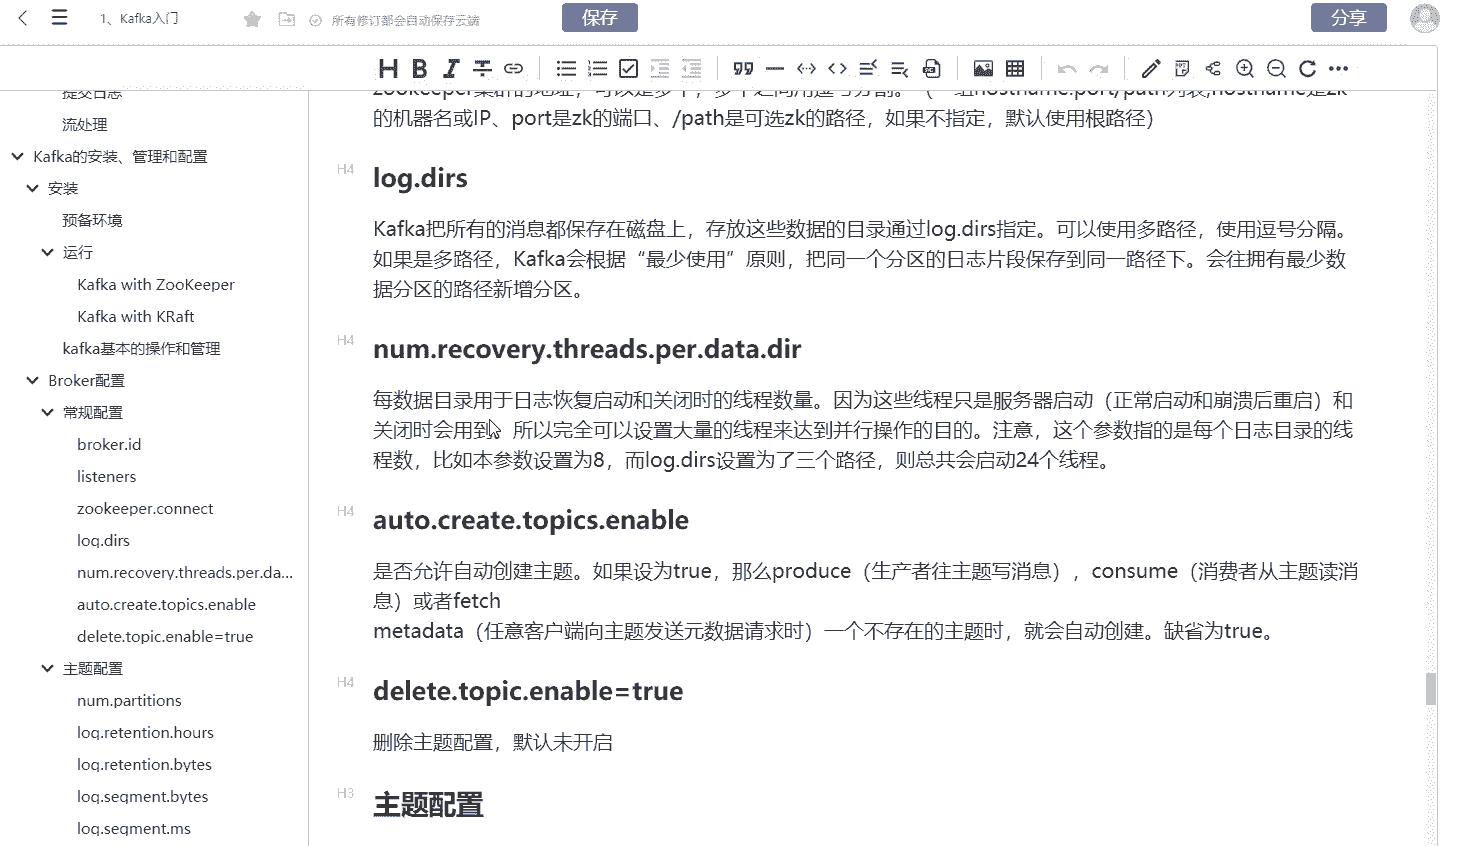 1、Kafka入门
所有修订都会自动保存云端
保存
分享
提交日志
流处理
Kafka的安装、管理和配置
安装
预备环境
运行
Kafka with ZooKeeper
Kafka with KRaft
kafka基本的操作和管理
Broker配置
常规配置
broker.id
listeners
zookeeper.connect
log.dirs
num.recovery.threads.per.da...
auto.create.topics.enable
delete.topic.enable=true
主题配置
num.partitions
log.retention.hours
log.retention.bytes
log.segment.bytes
log.segment.ms
的机器名或IP、port是zk的端口、/path是可选zk的路径，如果不指定，默认使用根路径）
H4
log.dirs
Kafka把所有的消息都保存在磁盘上，存放这些数据的目录通过log.dirs指定。可以使用多路径，使用逗号分隔。
如果是多路径，Kafka会根据“最少使用”原则，把同一个分区的日志片段保存到同一路径下。会往拥有最少数
据分区的路径新增分区。
H4
num.recovery.threads.per.data.dir
每数据目录用于日志恢复启动和关闭时的线程数量。因为这些线程只是服务器启动（正常启动和崩溃后重启）和
关闭时会用到。所以完全可以设置大量的线程来达到并行操作的目的。注意，这个参数指的是每个日志目录的线
程数，比如本参数设置为8，而log.dirs设置为了三个路径，则总共会启动24个线程。
H4
auto.create.topics.enable
是否允许自动创建主题。如果设为true，那么produce（生产者往主题写消息），consume（消费者从主题读消
息）或者fetch
metadata（任意客户端向主题发送元数据请求时）一个不存在的主题时，就会自动创建。缺省为true。
H4
delete.topic.enable=true
删除主题配置，默认未开启
H3
主题配置